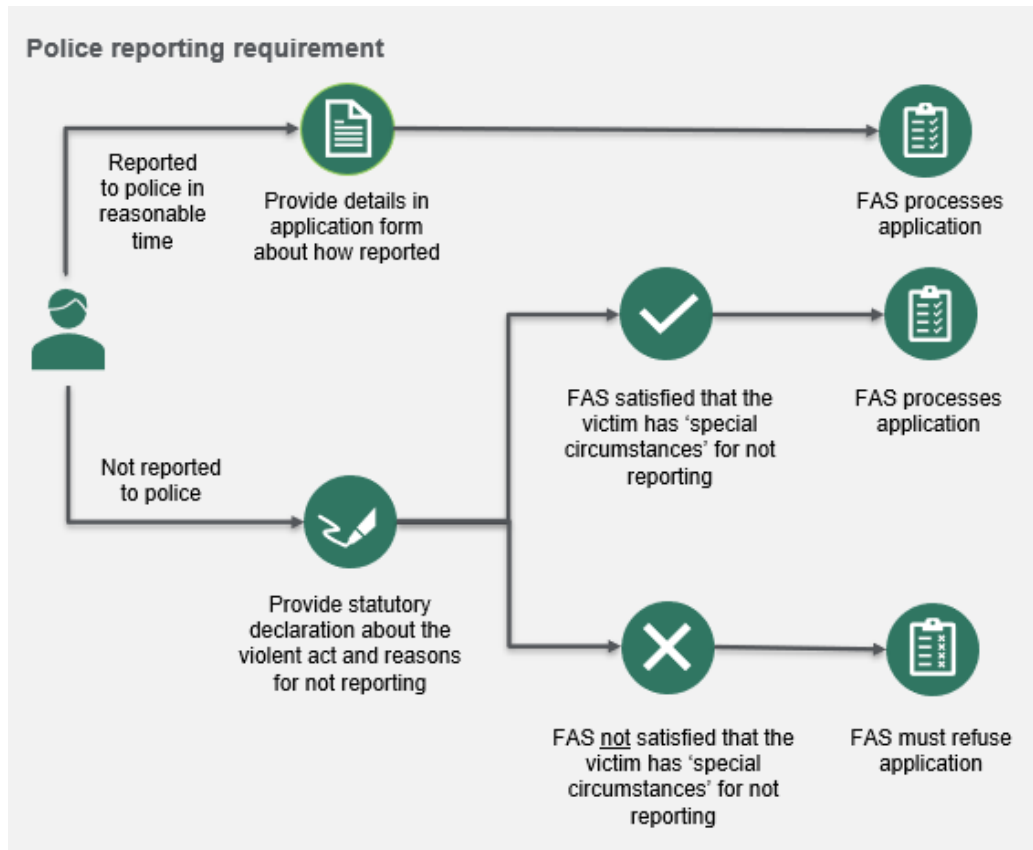 Police reporting requirement
Reported
to police in
reasonable
time
Provide details in
application form
about how reported
FAS processes
application
FAS satisfied that the
victim has ‘special
circumstances’ for not
reporting
FAS processes
application
Not reported
to police
Provide statutory
declaration about the
violent act and reasons
for not reporting
FAS not satisfied that the
victim has ‘special
circumstances’ for not
reporting
FAS must refuse
application